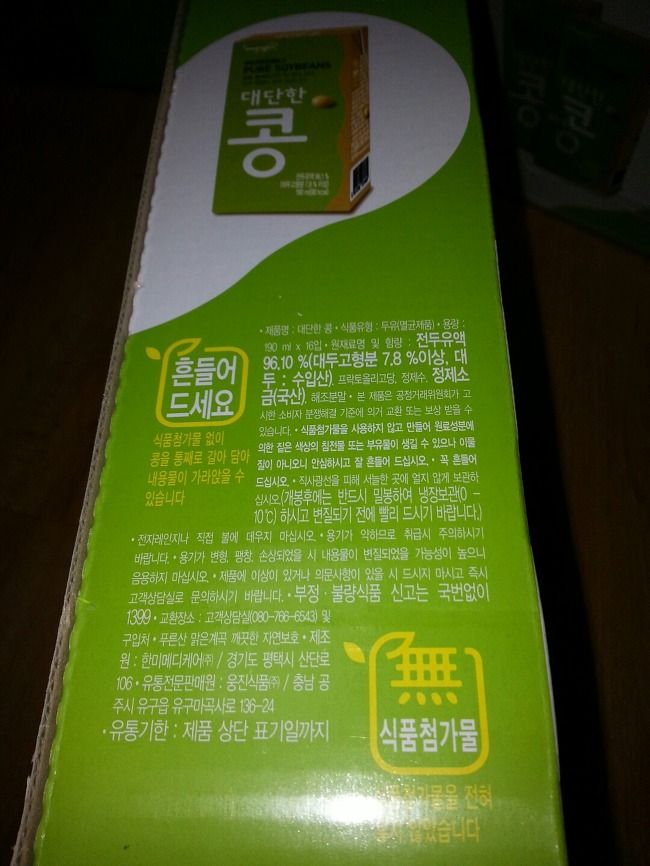 PURE SOYBEANS
대단한
콩
190 ml(80 kcal)
대단한
콩
콩
• 제품명 : 대단한 콩 • 식품유형 : 두유(멸균제품) • 용량 :
190 ml x 16입 • 원재료명 및 함량 : 전두유액
96.10 %(대두고형분 7.8 %이상, 대
두 : 수입산), 프락토올리고당, 정제수, 정제소
금(국산), 해조분말 • 본 제품은 공정거래위원회가 고
시한 소비자 분쟁해결 기준에 의거 교환 또는 보상 받을 수
있습니다. • 식품첨가물을 사용하지 않고 만들어 원료성분에
의한 짙은 색상의 침전물 또는 부유물이 생길 수 있으나 이물
질이 아니오니 안심하시고 잘 흔들어 드십시오. • 꼭 흔들어
드십시오. • 직사광선을 피해 서늘한 곳에 얼지 않게 보관하
십시오.(개봉후에는 반드시 밀봉하여 냉장보관(0 ~
10℃) 하시고 변질되기 전에 빨리 드시기 바랍니다.)
흔들어
드세요
식품첨가물 없이
콩을 통째로 갈아 담아
내용물이 가라앉을 수
있습니다
• 전자레인지나 직접 불에 데우지 마십시오. • 용기가 약하므로 취급시 주의하시기
바랍니다. • 용기가 변형, 팽창, 손상되었을 시 내용물이 변질되었을 가능성이 높으니
음용하지 마십시오. • 제품에 이상이 있거나 의문사항이 있을 시 드시지 마시고 즉시
고객상담실로 문의하시기 바랍니다. • 부정·불량식품 신고는 국번없이
1399 • 교환장소 : 고객상담실(080-766-6543) 및
구입처 • 푸른산 맑은계곡 깨끗한 자연보호 • 제조
원 : 한미메디케어㈜ / 경기도 평택시 산단로
106 • 유통전문판매원 : 웅진식품㈜ / 충남 공
주시 유구읍 유구마곡사로 136-24
• 유통기한 : 제품 상단 표기일까지
無
식품첨가물
식품첨가물을 전혀
않았습니다